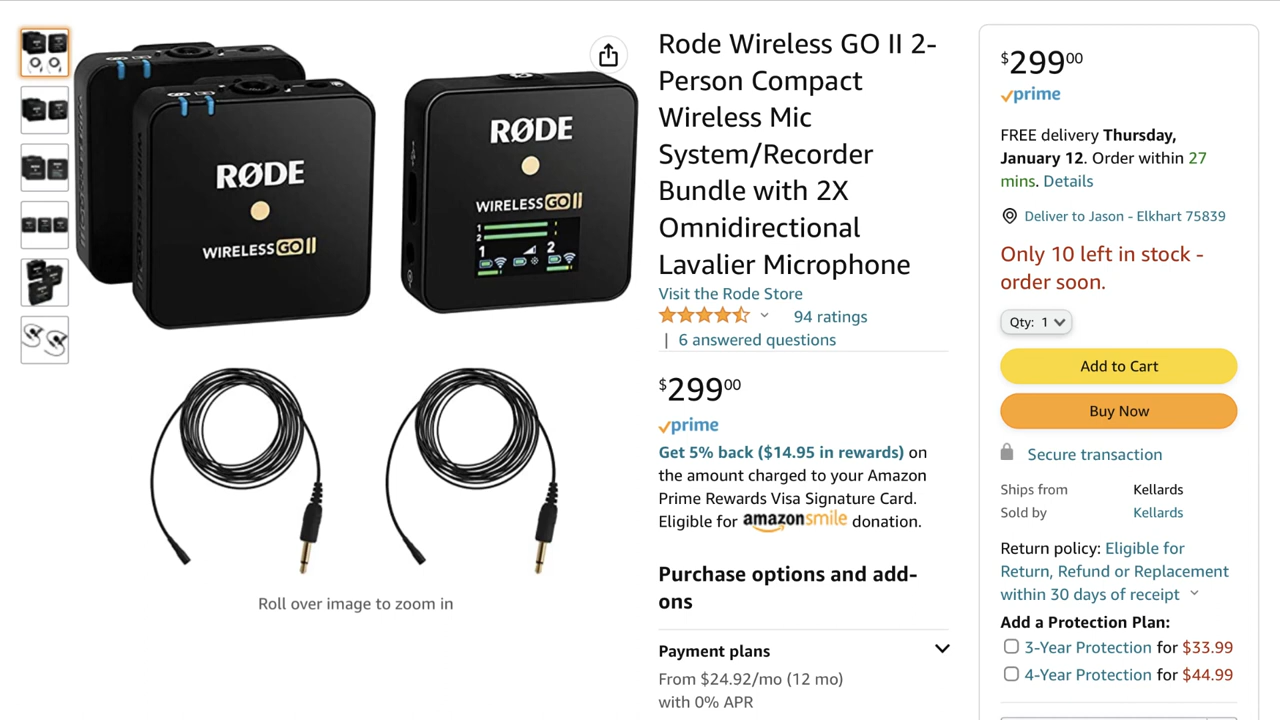 RØDE
WIRELESS GO II
RØDE
WIRELESS GO II
1
2
1 2
Roll over image to zoom in
Rode Wireless GO II 2-
Person Compact
Wireless Mic
System/Recorder
Bundle with 2X
Omnidirectional
Lavalier Microphone
Visit the Rode Store
94 ratings
| 6 answered questions
$29900
prime
Get 5% back ($14.95 in rewards) on
the amount charged to your Amazon
Prime Rewards Visa Signature Card.
Eligible for amazonsmile donation.
Purchase options and add-
ons
Payment plans
From $24.92/mo (12 mo)
with 0% APR
$29900
prime
FREE delivery Thursday,
January 12. Order within 27
mins. Details
Deliver to Jason - Elkhart 75839
Only 10 left in stock -
order soon.
Qty: 1
Add to Cart
Buy Now
Secure transaction
Ships from Kellards
Sold by Kellards
Return policy: Eligible for
Return, Refund or Replacement
within 30 days of receipt
Add a Protection Plan:
3-Year Protection for $33.99
4-Year Protection for $44.99